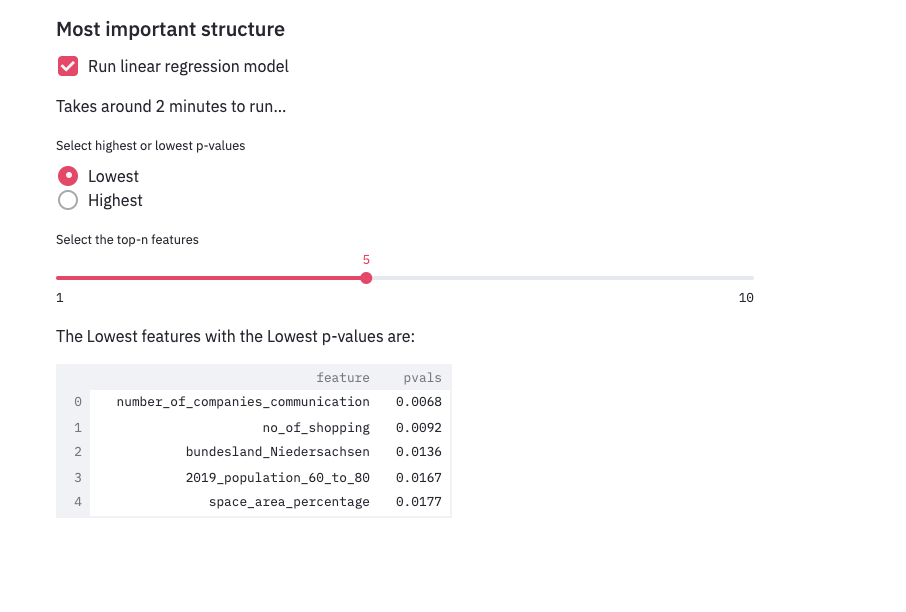 Most important structure
Run linear regression model
Takes around 2 minutes to run...
Select highest or lowest p-values
Lowest
Highest
Select the top-n features
5
1 10
The Lowest features with the Lowest p-values are:
feature pvals
0 number_of_companies_communication 0.0068
1 no_of_shopping 0.0092
2 bundesland_Niedersachsen 0.0136
3 2019_population_60_to_80 0.0167
4 space_area_percentage 0.0177